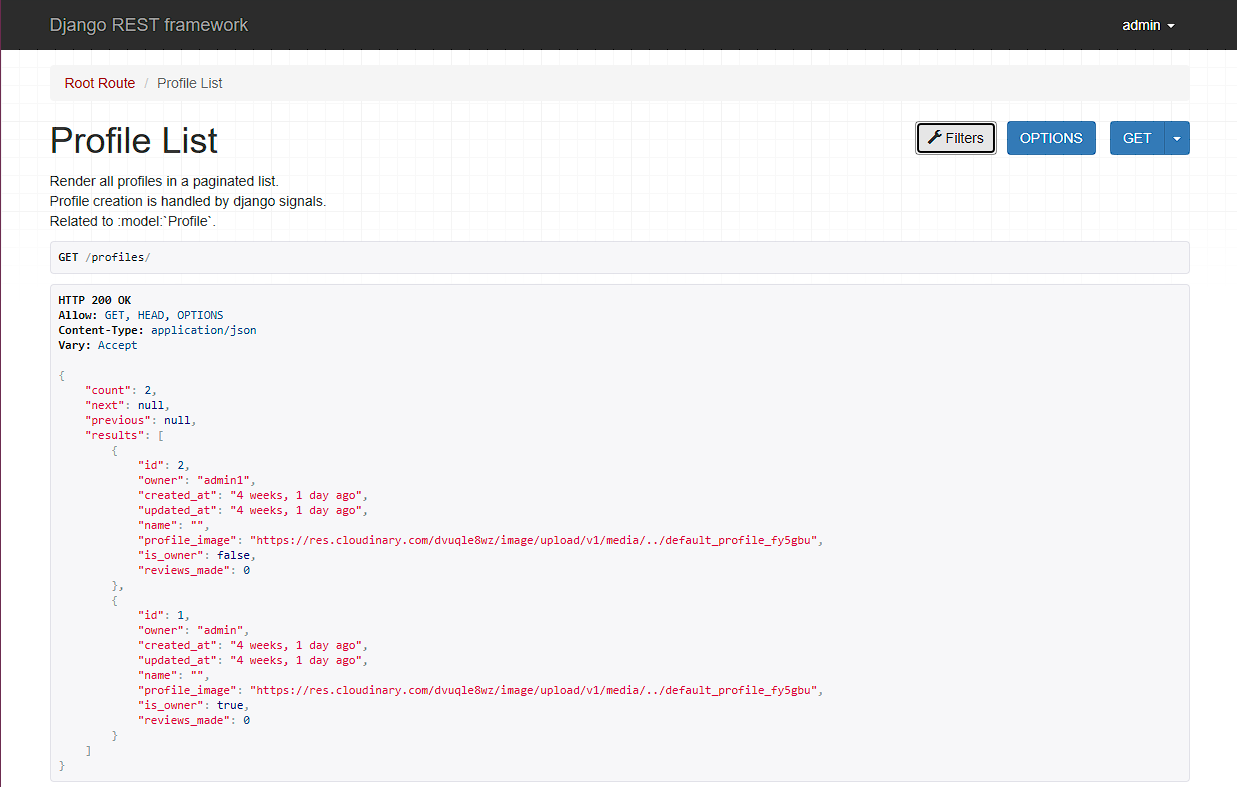 Django REST framework
admin
Root Route / Profile List
Profile List
Filters
OPTIONS
GET
Render all profiles in a paginated list.
Profile creation is handled by django signals.
Related to :model:`Profile`.
GET /profiles/
HTTP 200 OK
Allow: GET, HEAD, OPTIONS
Content-Type: application/json
Vary: Accept
{
    "count": 2,
    "next": null,
    "previous": null,
    "results": [
        {
            "id": 2,
            "owner": "admin1",
            "created_at": "4 weeks, 1 day ago",
            "updated_at": "4 weeks, 1 day ago",
            "name": "",
            "profile_image": "https://res.cloudinary.com/dvuqle8wz/image/upload/v1/media/../default_profile_fy5gbu",
            "is_owner": false,
            "reviews_made": 0
        },
        {
            "id": 1,
            "owner": "admin",
            "created_at": "4 weeks, 1 day ago",
            "updated_at": "4 weeks, 1 day ago",
            "name": "",
            "profile_image": "https://res.cloudinary.com/dvuqle8wz/image/upload/v1/media/../default_profile_fy5gbu",
            "is_owner": true,
            "reviews_made": 0
        }
    ]
}